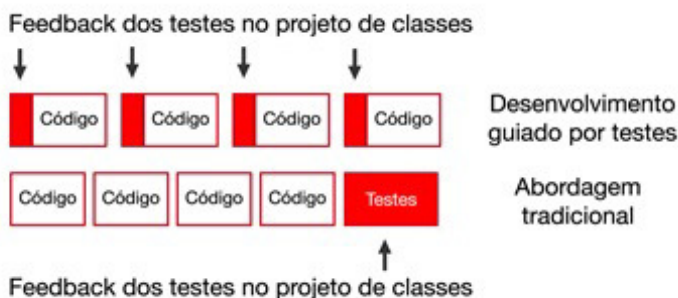 Feedback dos testes no projeto de classes
Código Código Código Código
Desenvolvimento
guiado por testes
Código Código Código Código Testes
Abordagem
tradicional
Feedback dos testes no projeto de classes